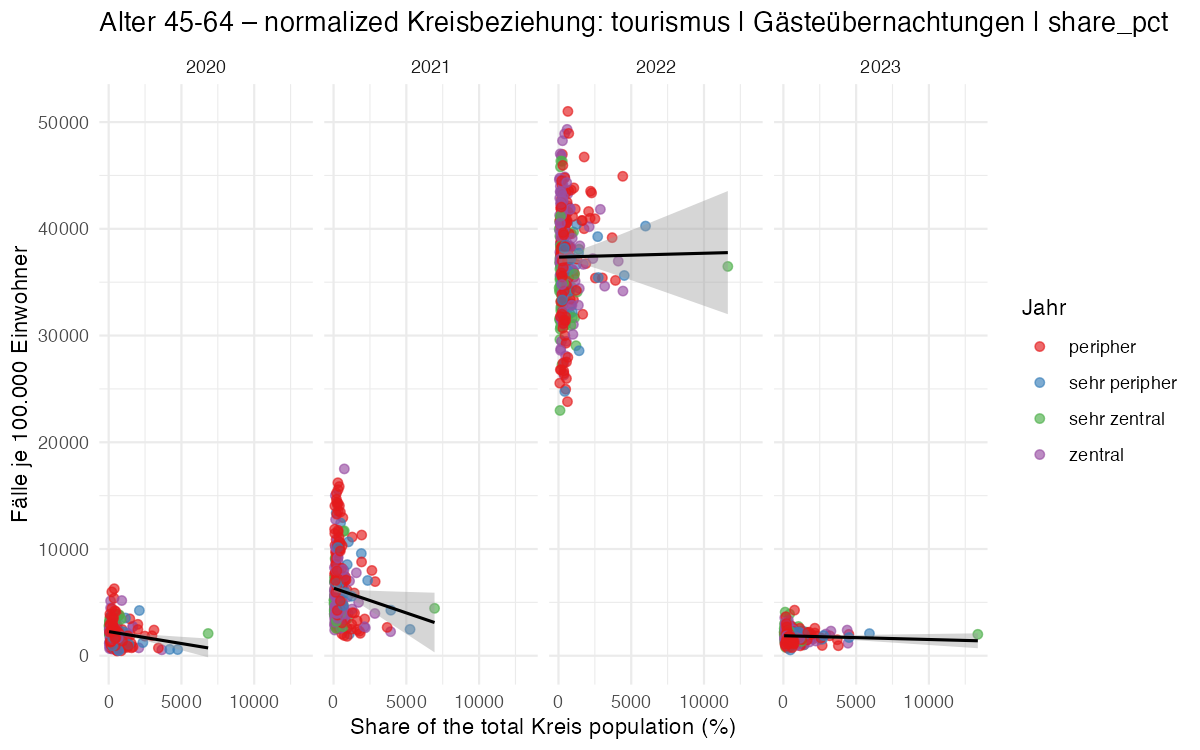 Alter 45-64 – normalized Kreisbeziehung: tourismus | Gästeübernachtungen | share_pct
2020 2021 2022 2023
50000
40000
30000
20000
10000
0
Fälle je 100.000 Einwohner
0 5000 10000 0 5000 10000 0 5000 10000 0 5000 10000
Share of the total Kreis population (%)
Jahr
peripher
sehr peripher
sehr zentral
zentral